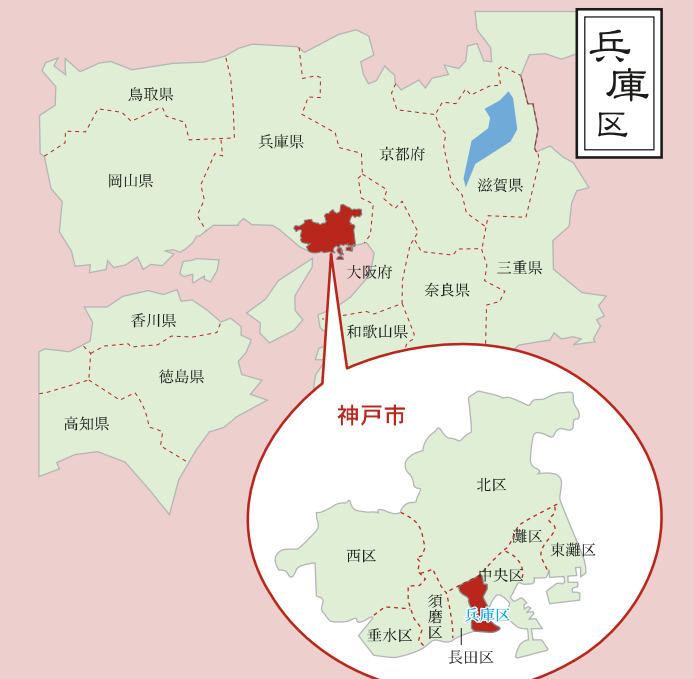 兵庫区
鳥取県
兵庫県
京都府
岡山県
滋賀県
大阪府
三重県
奈良県
香川県
和歌山県
徳島県
高知県
神戸市
北区
灘区
東灘区
西区
中央区
須磨区
兵庫区
垂水区
長田区